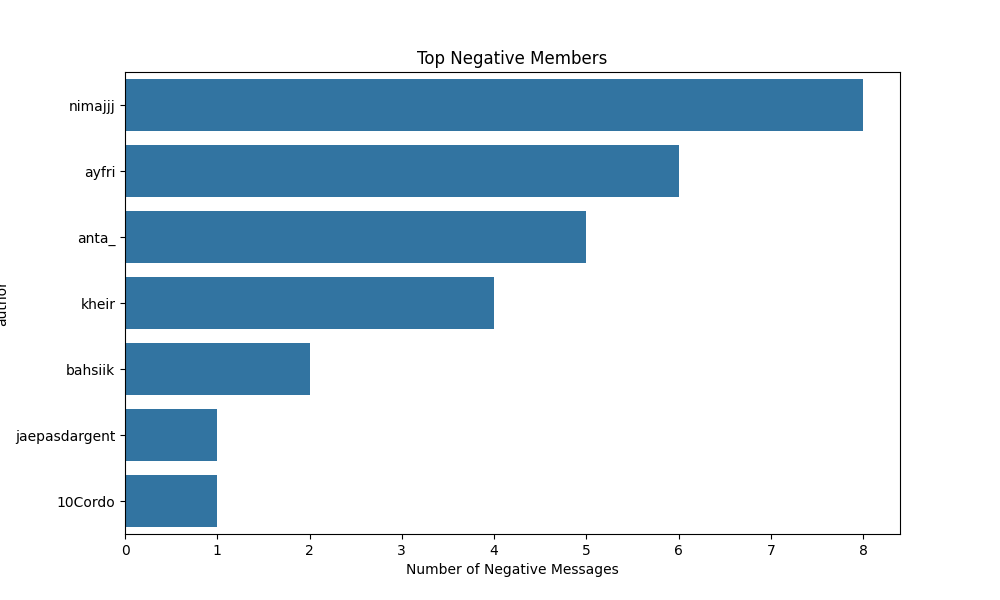 Top Negative Members
nimajjj
ayfri
anta_
kheir
bahsiik
jaepasdargent
10Cordo
author
0 1 2 3 4 5 6 7 8
Number of Negative Messages